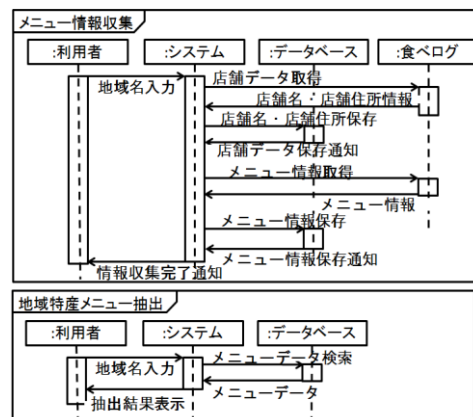 メニュー情報収集
:利用者 :システム :データベース :食べログ
地域名入力
店舗データ取得
店舗名・店舗住所情報
店舗名・店舗住所保存
店舗データ保存通知
メニュー情報取得
メニュー情報
メニュー情報保存
メニュー情報保存通知
情報収集完了通知
地域特産メニュー抽出
:利用者 :システム :データベース
地域名入力
メニューデータ検索
メニューデータ
抽出結果表示